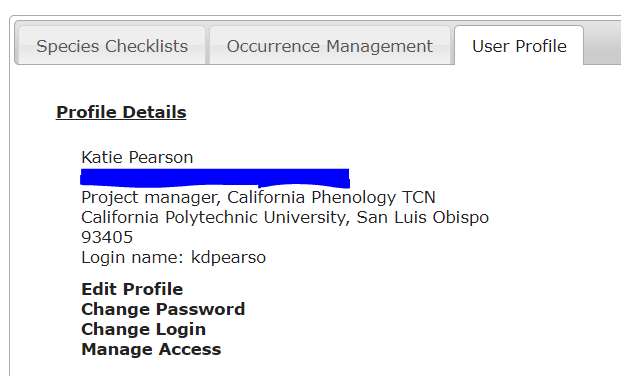 Species Checklists
Occurrence Management
User Profile
Profile Details
Katie Pearson
Project manager, California Phenology TCN
California Polytechnic University, San Luis Obispo
93405
Login name: kdpearso
Edit Profile
Change Password
Change Login
Manage Access